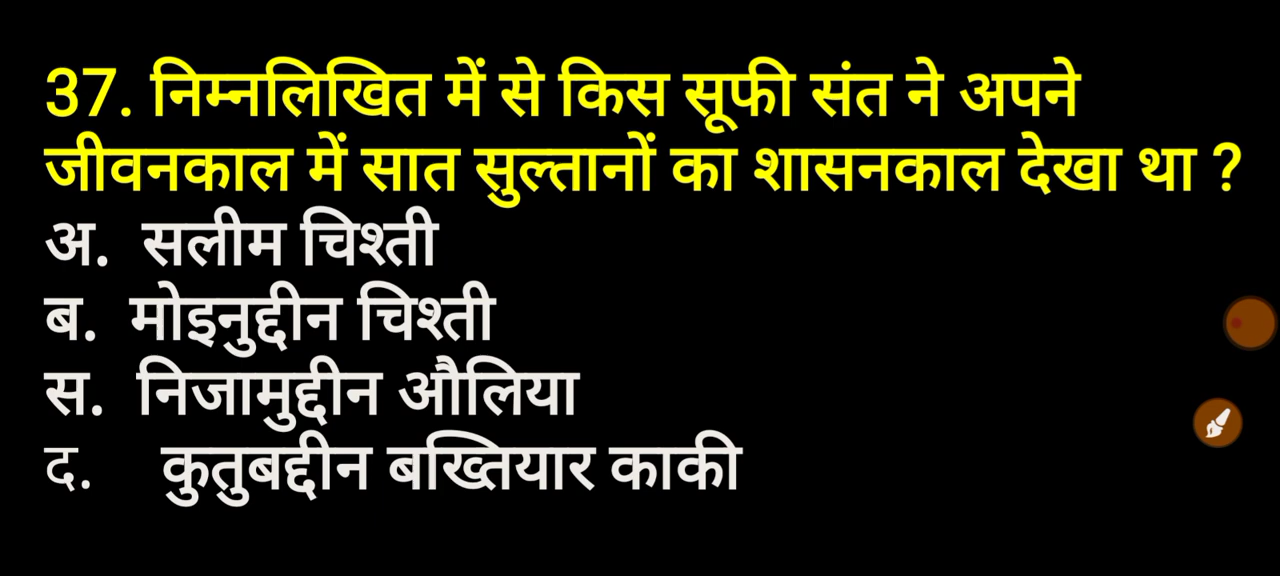 37. निम्नलिखित में से किस सूफी संत ने अपने
जीवनकाल में सात सुल्तानों का शासनकाल देखा था ?
अ. सलीम चिश्ती
ब. मोइनुद्दीन चिश्ती
स. निजामुद्दीन औलिया
द. कुतुबद्दीन बख्तियार काकी